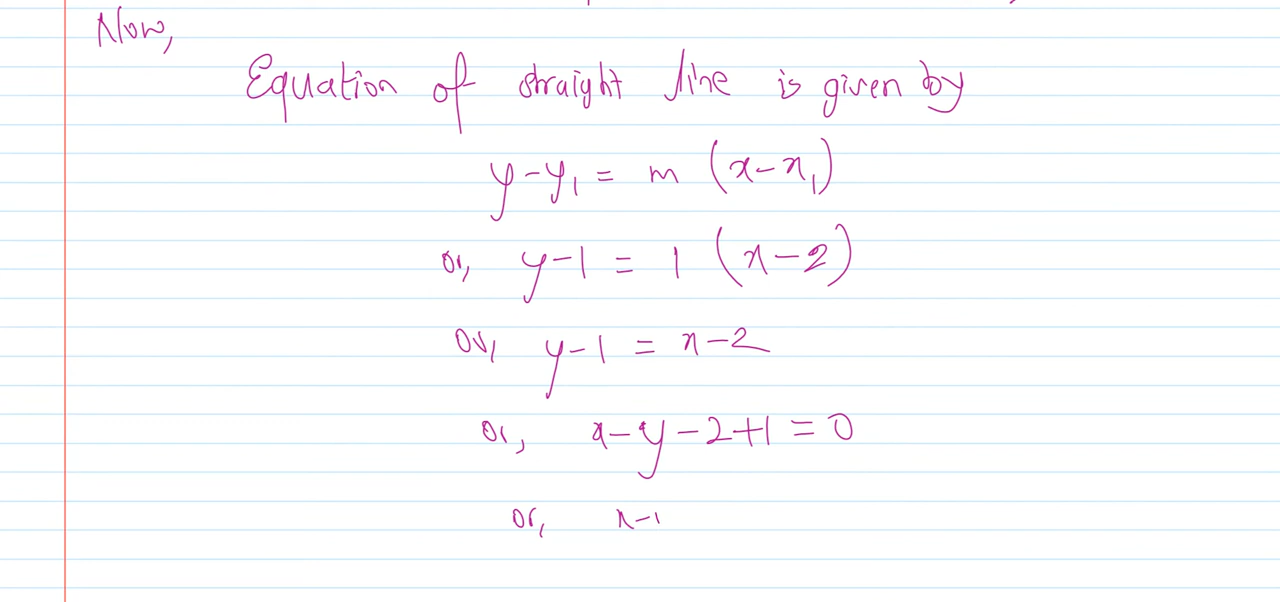 Now,
Equation of straight line is given by
y-y₁ = m (x-x₁)
or, y-1 = 1 (x-2)
or, y-1 = x-2
or, x-y-2+1=0
or, x-1